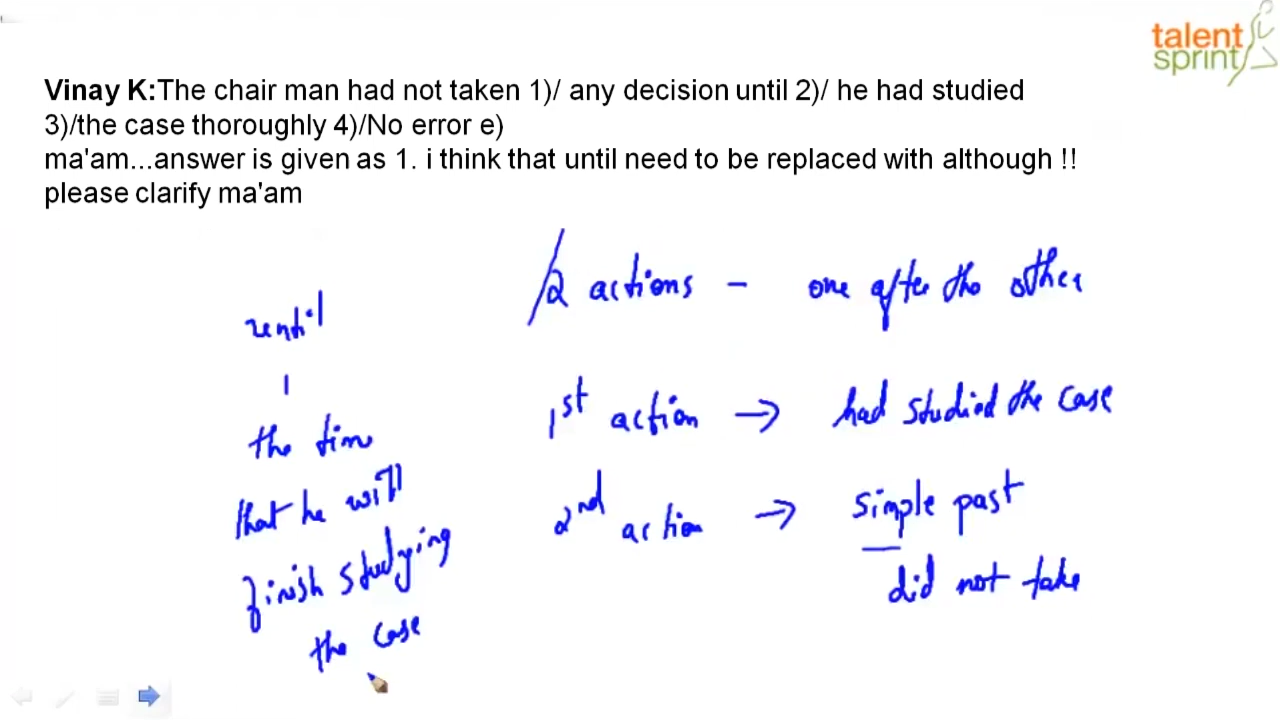 talent
sprint
Vinay K:The chair man had not taken 1)/ any decision until 2)/ he had studied
3)/the case thoroughly 4)/No error e)
ma'am...answer is given as 1. i think that until need to be replaced with although !!
please clarify ma'am
2 actions - one after the other
1st action → had studied the case
2nd action → simple past
did not take
until
the time
that he will
finish studying
the case